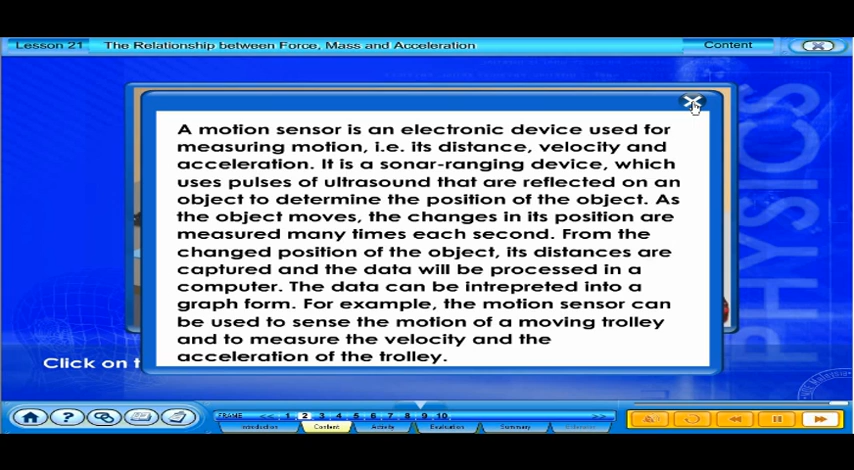 Lesson 21
The Relationship between Force, Mass and Acceleration
Content
A motion sensor is an electronic device used for
measuring motion, i.e. its distance, velocity and
acceleration. It is a sonar-ranging device, which
uses pulses of ultrasound that are reflected on an
object to determine the position of the object. As
the object moves, the changes in its position are
measured many times each second. From the
changed position of the object, its distances are
captured and the data will be processed in a
computer. The data can be intrepreted into a
graph form. For example, the motion sensor can
be used to sense the motion of a moving trolley
and to measure the velocity and the
acceleration of the trolley.
PHYSICS
Click on t
FRAME << 1 2 3 4 5 6 7 8 9 10 >>
Introduction Content Activity Evaluation Summary